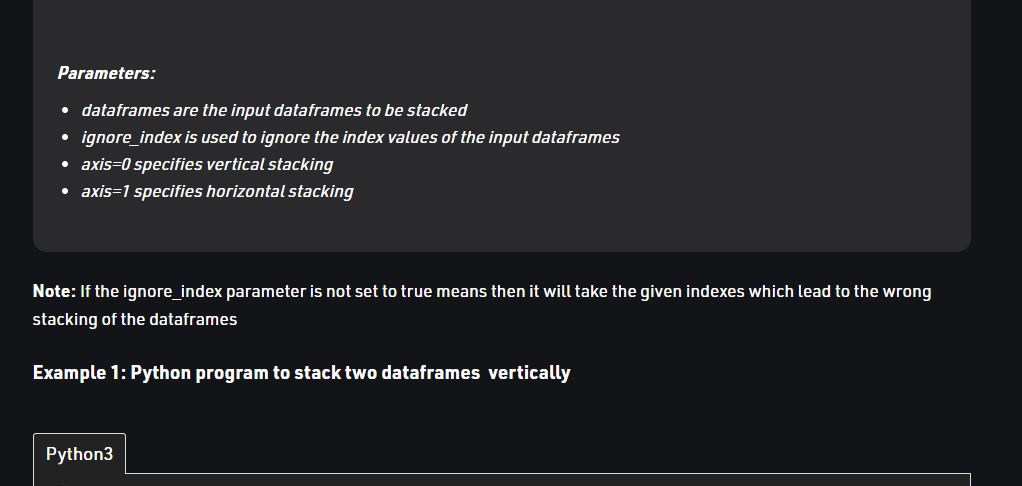 Parameters:
• dataframes are the input dataframes to be stacked
• ignore_index is used to ignore the index values of the input dataframes
• axis=0 specifies vertical stacking
• axis=1 specifies horizontal stacking
Note: If the ignore_index parameter is not set to true means then it will take the given indexes which lead to the wrong
stacking of the dataframes
Example 1: Python program to stack two dataframes  vertically
Python3